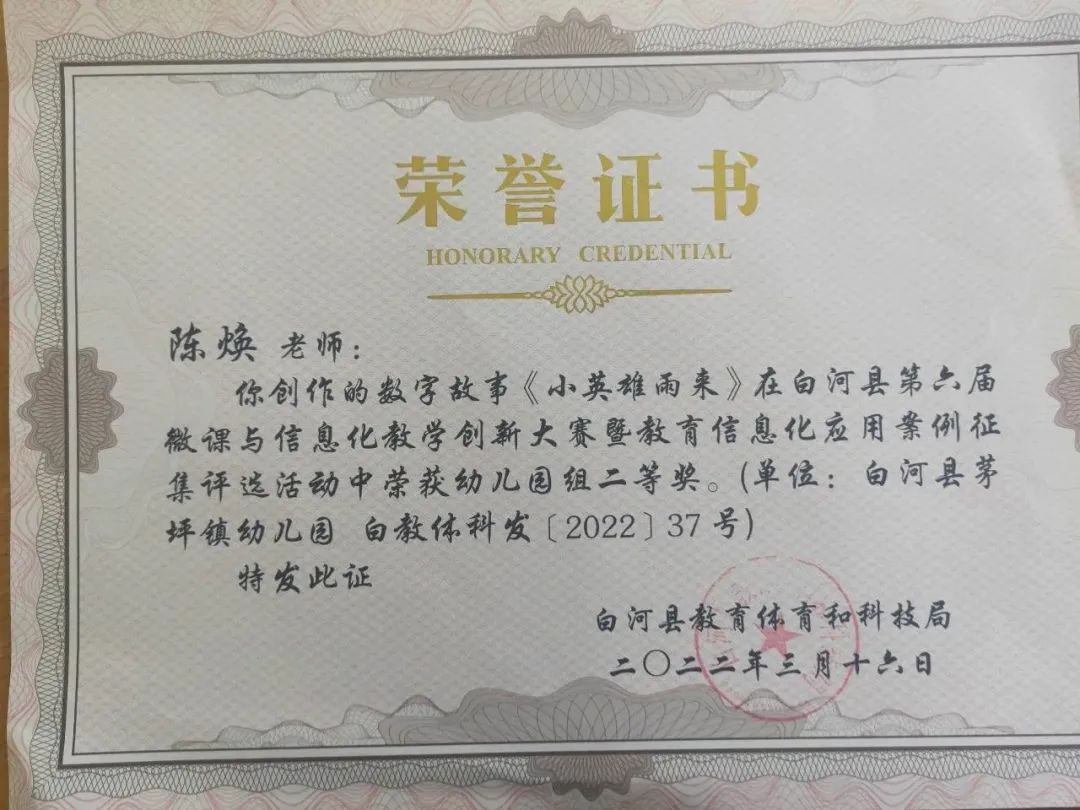 荣誉证书
HONORARY CREDENTIAL
陈焕 老师：
你创作的数字故事《小英雄雨来》在白河县第六届
微课与信息化教学创新大赛暨教育信息化应用案例征
集评选活动中荣获幼儿园组二等奖。(单位：白河县茅
坪镇幼儿园 白教体科发〔2022〕37号)
特发此证
白河县教育体育和科技局
二〇二二年三月十六日